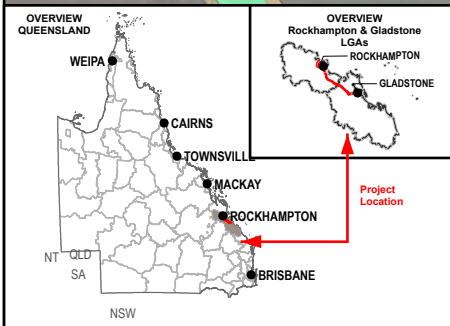 OVERVIEW
QUEENSLAND
WEIPA
CAIRNS
TOWNSVILLE
MACKAY
ROCKHAMPTON
BRISBANE
NT QLD
SA
NSW
OVERVIEW
Rockhampton & Gladstone
LGAs
ROCKHAMPTON
GLADSTONE
Project
Location